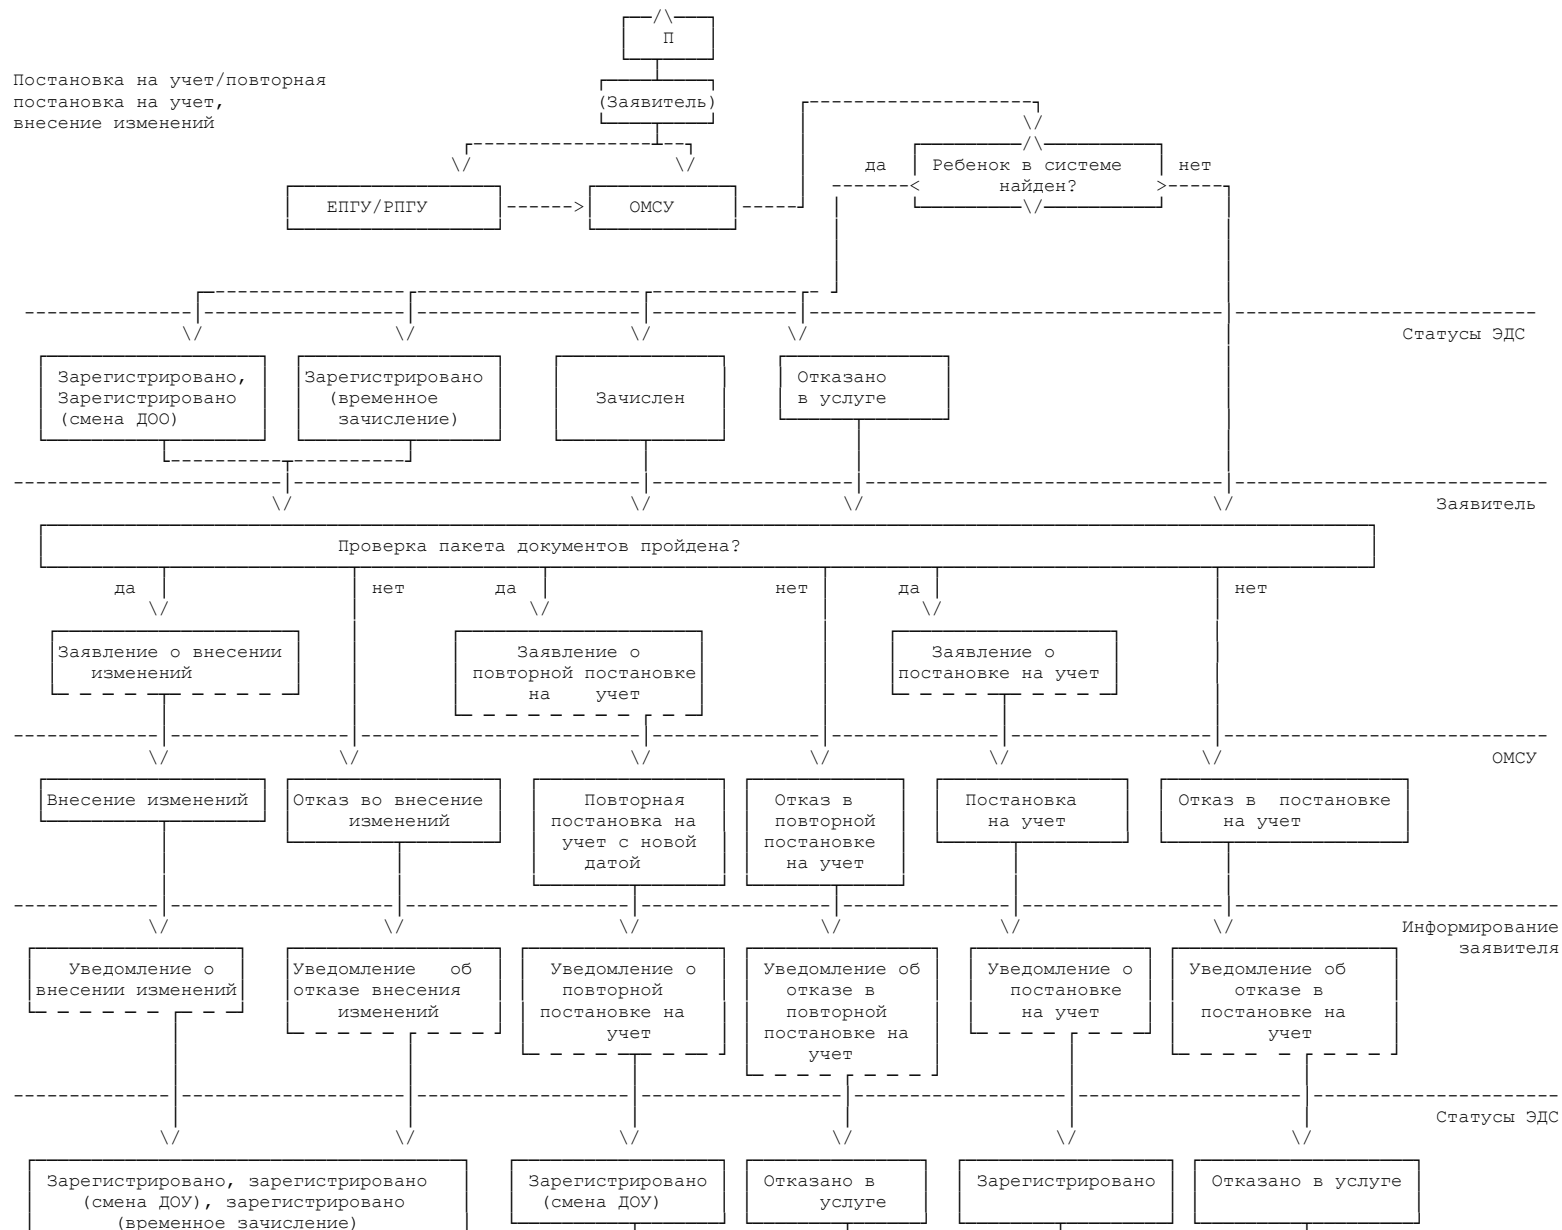 П
Постановка на учет/повторная
постановка на учет,
внесение изменений
(Заявитель)
да
Ребенок в системе
найден?
нет
ЕПГУ/РПГУ
ОМСУ
Статусы ЭДС
Зарегистрировано,
Зарегистрировано
(смена ДОО)
Зарегистрировано
(временное
зачисление)
Зачислен
Отказано
в услуге
Заявитель
Проверка пакета документов пройдена?
да
нет
да
нет
да
нет
Заявление о внесении
изменений
Заявление о
повторной постановке
на учет
Заявление о
постановке на учет
ОМСУ
Внесение изменений
Отказ во внесение
изменений
Повторная
постановка на
учет с новой
датой
Отказ в
повторной
постановке
на учет
Постановка
на учет
Отказ в постановке
на учет
Информирование
заявителя
Уведомление о
внесении изменений
Уведомление об
отказе внесения
изменений
Уведомление о
повторной
постановке на
учет
Уведомление об
отказе в
повторной
постановке на
учет
Уведомление о
постановке
на учет
Уведомление об
отказе в
постановке на
учет
Статусы ЭДС
Зарегистрировано, зарегистрировано
(смена ДОУ), зарегистрировано
(временное зачисление)
Зарегистрировано
(смена ДОУ)
Отказано в
услуге
Зарегистрировано
Отказано в услуге